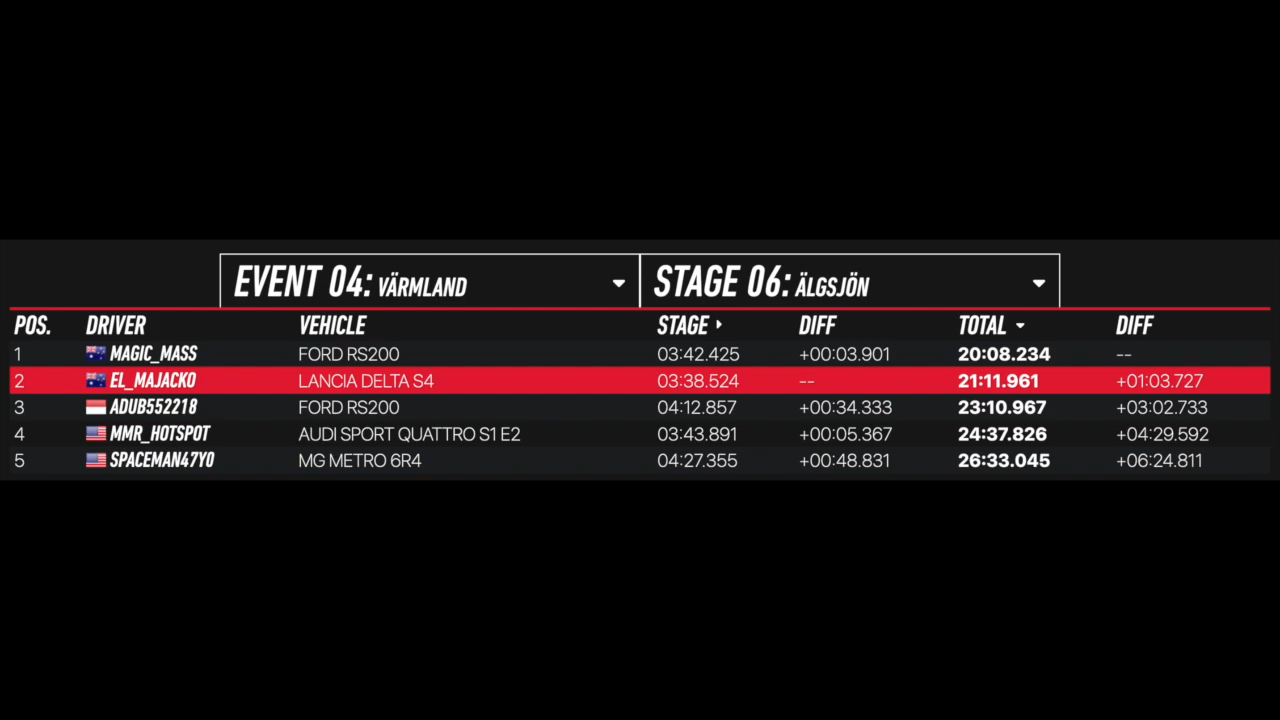 EVENT 04: VÄRMLAND STAGE 06: ÄLGSJÖN
POS. DRIVER VEHICLE STAGE DIFF TOTAL DIFF
1 MAGIC_MASS FORD RS200 03:42.425 +00:03.901 20:08.234 --
2 EL_MAJACKO LANCIA DELTA S4 03:38.524 -- 21:11.961 +01:03.727
3 ADUB552218 FORD RS200 04:12.857 +00:34.333 23:10.967 +03:02.733
4 MMR_HOTSPOT AUDI SPORT QUATTRO S1 E2 03:43.891 +00:05.367 24:37.826 +04:29.592
5 SPACEMAN47YO MG METRO 6R4 04:27.355 +00:48.831 26:33.045 +06:24.811